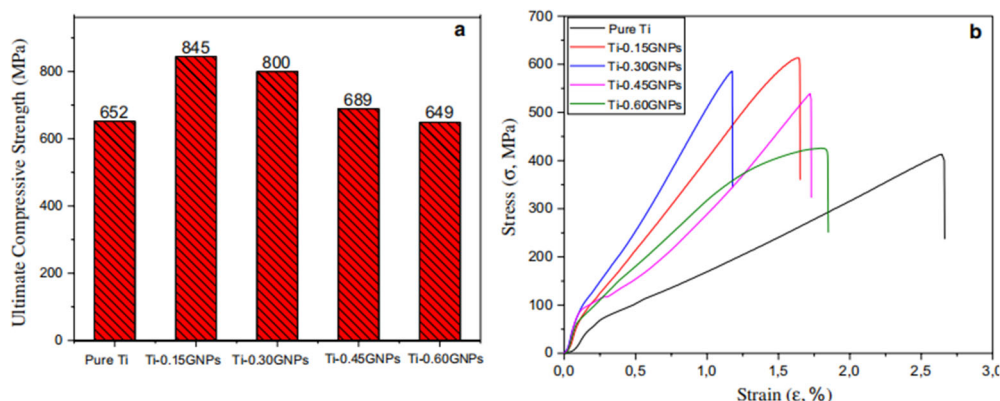 a
Ultimate Compressive Strength (MPa)
800
600
400
200
0
652
845
800
689
649
Pure Ti
Ti-0.15GNPs
Ti-0.30GNPs
Ti-0.45GNPs
Ti-0.60GNPs
b
Stress (σ, MPa)
700
600
500
400
300
200
100
0
Pure Ti
Ti-0.15GNPs
Ti-0.30GNPs
Ti-0.45GNPs
Ti-0.60GNPs
0,0
0,5
1,0
1,5
2,0
2,5
3,0
Strain (ε, %)